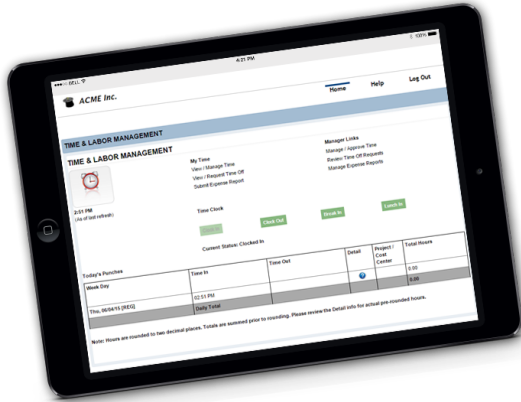 BELL
4:21 PM
100%
ACME Inc.
Home
Help
Log Out
TIME & LABOR MANAGEMENT
TIME & LABOR MANAGEMENT
2:51 PM
(As of last refresh)
My Time
View / Manage Time
View / Request Time Off
Submit Expense Report
Manager Links
Manage / Approve Time
Review Time Off Requests
Manage Expense Reports
Time Clock
Clock In
Clock Out
Break In
Lunch In
Current Status: Clocked In
Today's Punches
Week Day
Time In
Time Out
Detail
Project / Cost Center
Total Hours
Thu, 06/04/15 [REG]
02:51 PM
0.00
Daily Total
0.00
Note: Hours are rounded to two decimal places. Totals are summed prior to rounding. Please review the Detail info for actual pre-rounded hours.